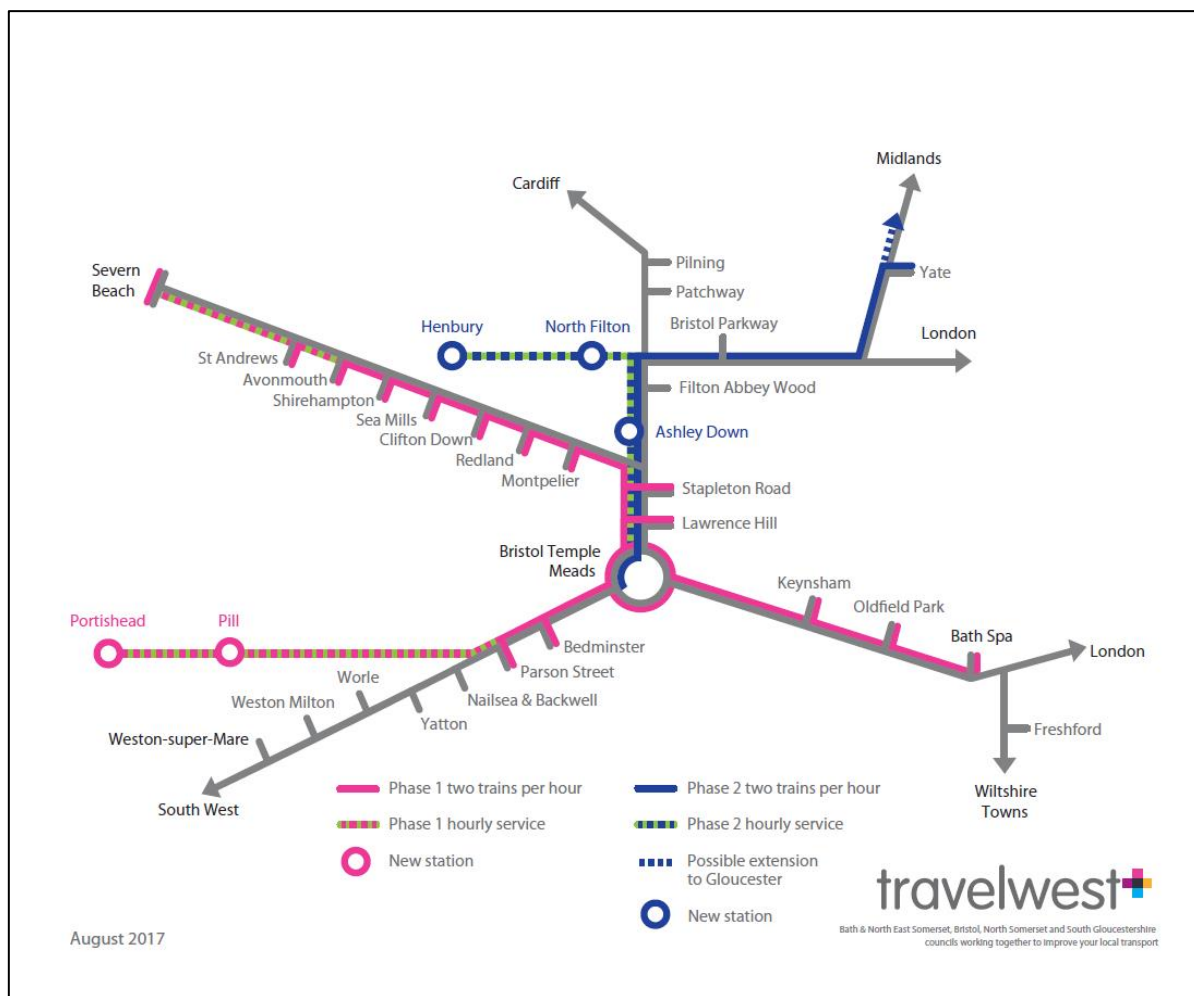 Midlands
Cardiff
Severn
Beach
Pilning
Patchway
Yate
Henbury
North Filton
Bristol Parkway
London
St Andrews
Avonmouth
Shirehampton
Sea Mills
Clifton Down
Redland
Montpelier
Filton Abbey Wood
Ashley Down
Stapleton Road
Lawrence Hill
Bristol Temple
Meads
Keynsham
Oldfield Park
Bath Spa
London
Portishead
Pill
Bedminster
Parson Street
Nailsea & Backwell
Yatton
Worle
Weston Milton
Weston-super-Mare
South West
Freshford
Wiltshire
Towns
Phase 1 two trains per hour
Phase 1 hourly service
New station
Phase 2 two trains per hour
Phase 2 hourly service
Possible extension
to Gloucester
New station
travelwest
Bath & North East Somerset, Bristol, North Somerset and South Gloucestershire
councils working together to improve your local transport
August 2017